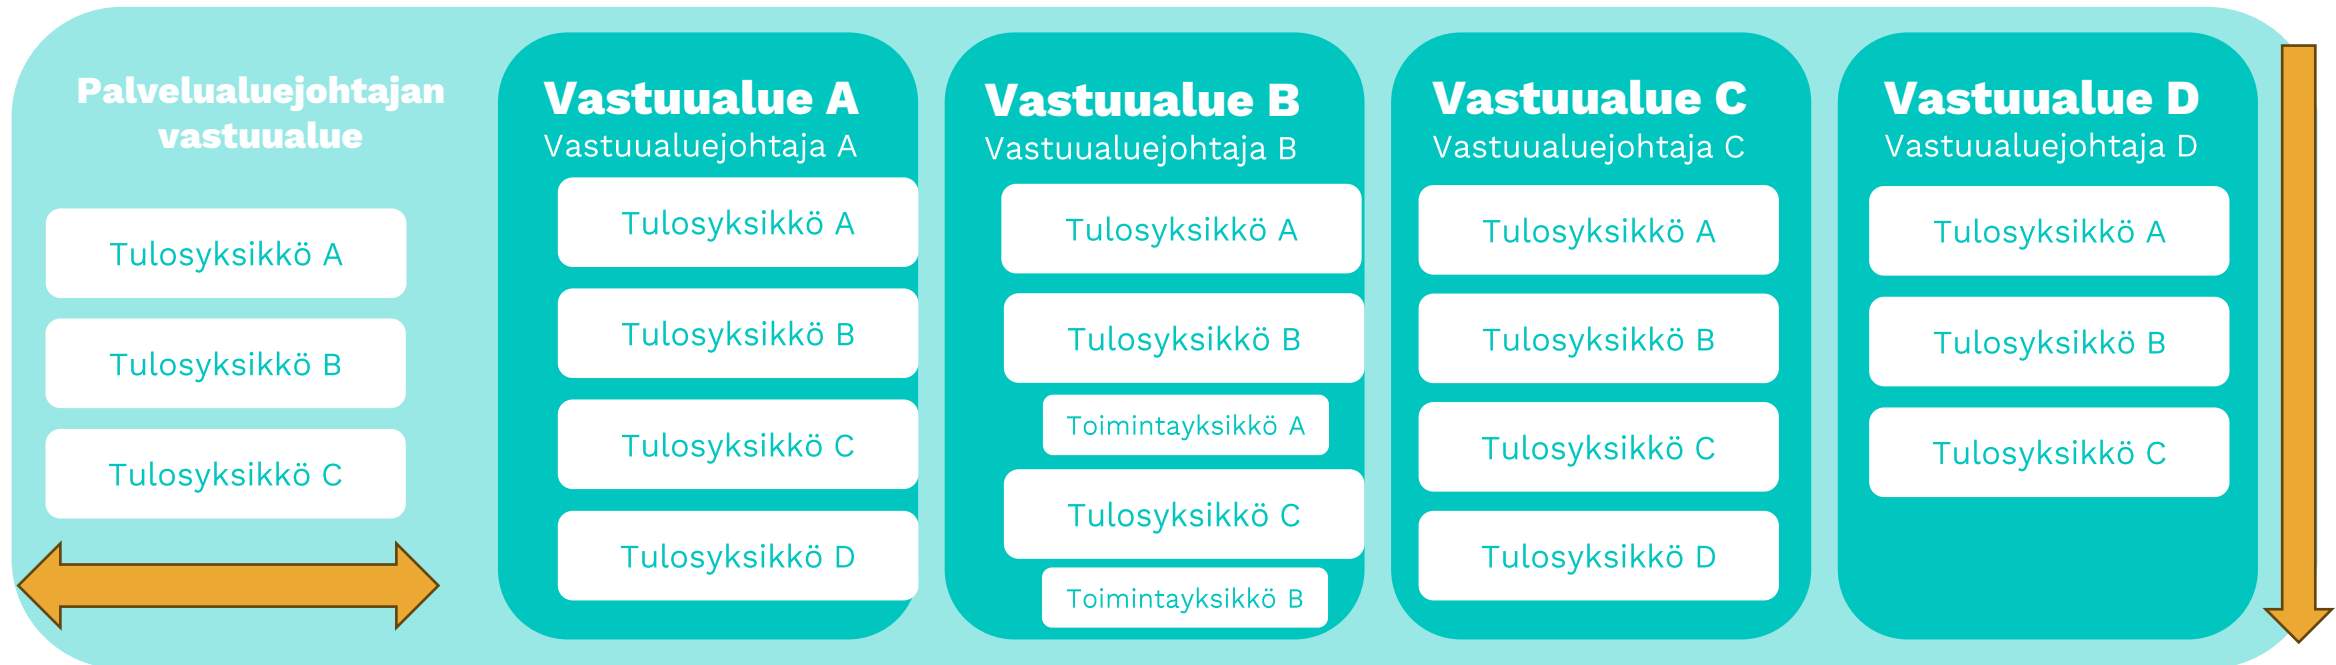 Palvelualuejohtajan
vastuualue
Tulosyksikkö A
Tulosyksikkö B
Tulosyksikkö C
Vastuualue A
Vastuualuejohtaja A
Tulosyksikkö A
Tulosyksikkö B
Tulosyksikkö C
Tulosyksikkö D
Vastuualue B
Vastuualuejohtaja B
Tulosyksikkö A
Tulosyksikkö B
Toimintayksikkö A
Tulosyksikkö C
Toimintayksikkö B
Vastuualue C
Vastuualuejohtaja C
Tulosyksikkö A
Tulosyksikkö B
Tulosyksikkö C
Tulosyksikkö D
Vastuualue D
Vastuualuejohtaja D
Tulosyksikkö A
Tulosyksikkö B
Tulosyksikkö C